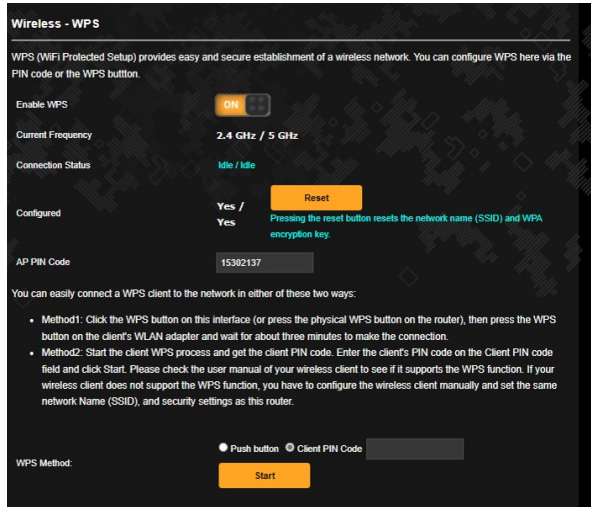 Wireless - WPS
WPS (WiFi Protected Setup) provides easy and secure establishment of a wireless network. You can configure WPS here via the
PIN code or the WPS buttton.
Enable WPS ON
Current Frequency 2.4 GHz / 5 GHz
Connection Status Idle / Idle
Configured Yes /
Yes
Reset
Pressing the reset button resets the network name (SSID) and WPA
encryption key.
AP PIN Code 15302137
You can easily connect a WPS client to the network in either of these two ways:
• Method1: Click the WPS button on this interface (or press the physical WPS button on the router), then press the WPS
button on the client's WLAN adapter and wait for about three minutes to make the connection.
• Method2: Start the client WPS process and get the client PIN code. Enter the client's PIN code on the Client PIN code
field and click Start. Please check the user manual of your wireless client to see if it supports the WPS function. If your
wireless client does not support the WPS function, you have to configure the wireless client manually and set the same
network Name (SSID), and security settings as this router.
WPS Method: Push button Client PIN Code
Start